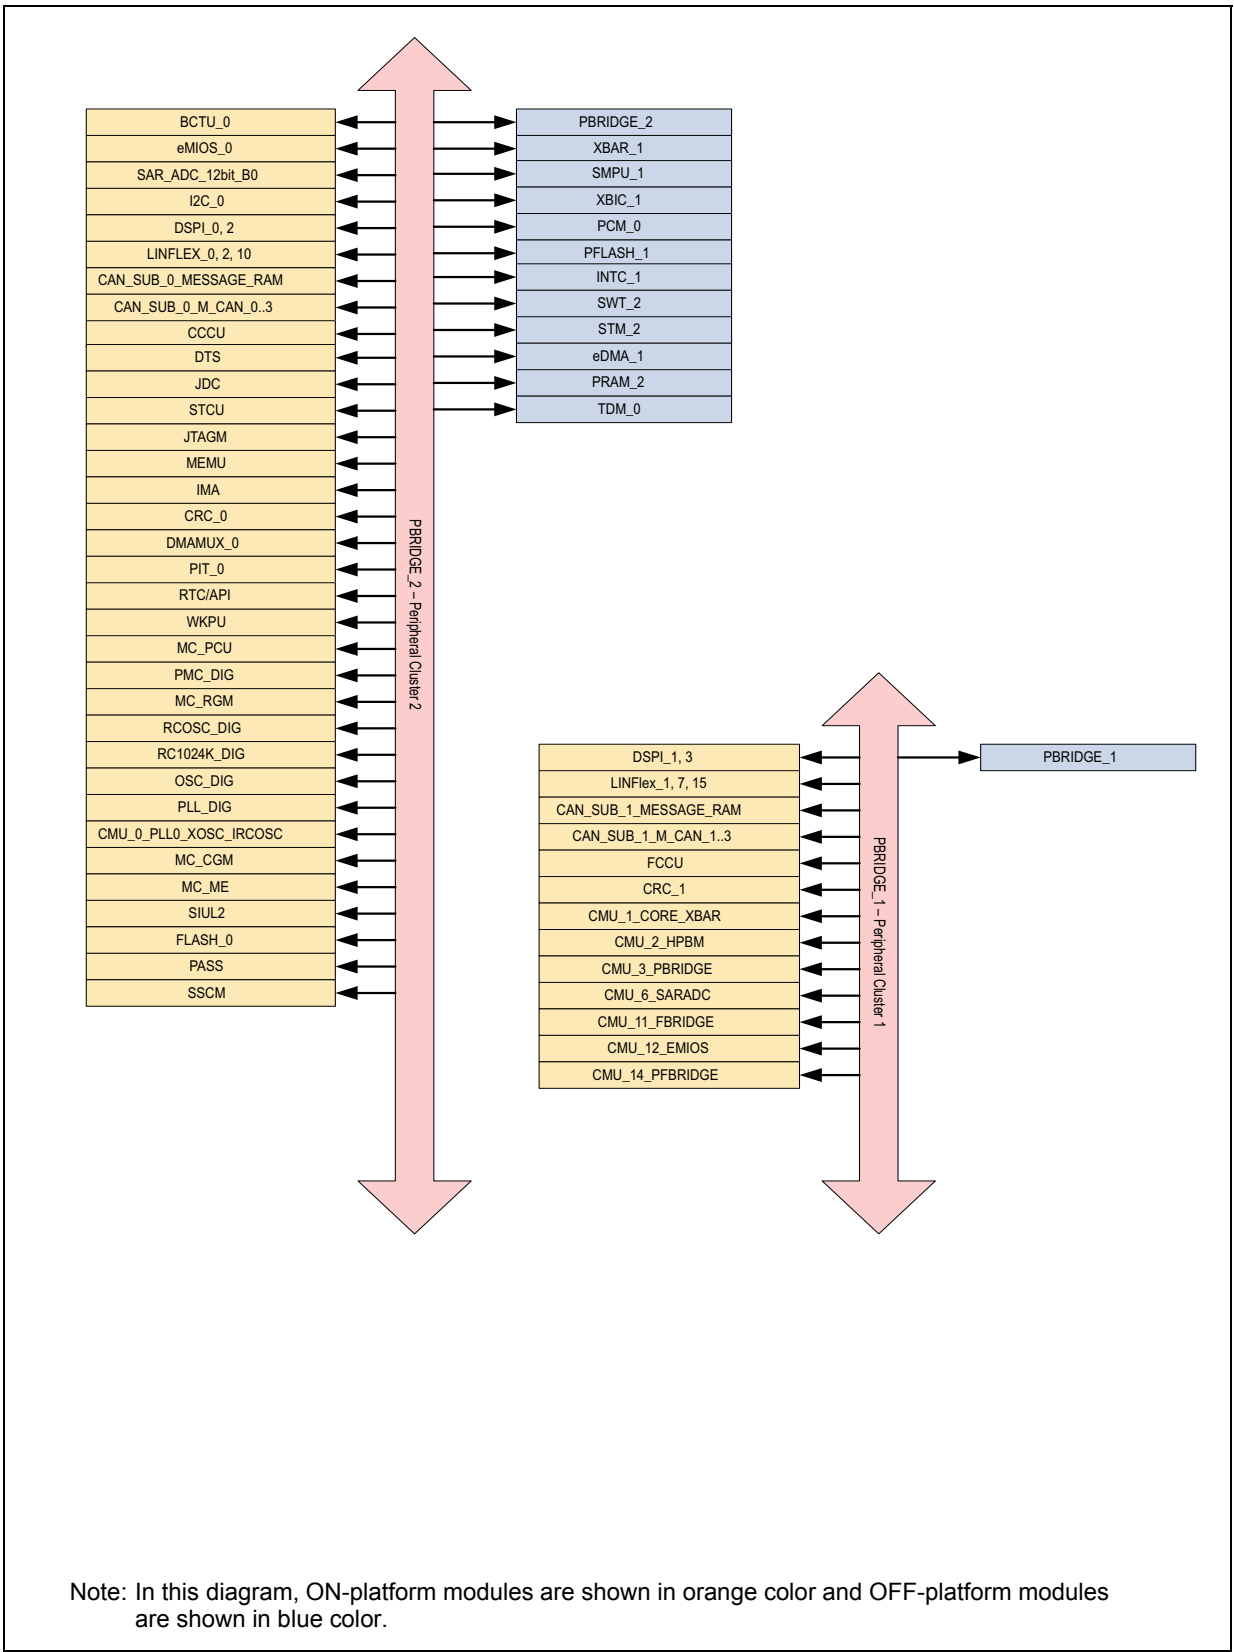 BCTU_0
eMIOS_0
SAR_ADC_12bit_B0
I2C_0
DSPI_0, 2
LINFLEX_0, 2, 10
CAN_SUB_0_MESSAGE_RAM
CAN_SUB_0_M_CAN_0..3
CCCU
DTS
JDC
STCU
JTAGM
MEMU
IMA
CRC_0
DMAMUX_0
PIT_0
RTC/API
WKPU
MC_PCU
PMC_DIG
MC_RGM
RCOSC_DIG
RC1024K_DIG
OSC_DIG
PLL_DIG
CMU_0_PLL0_XOSC_IRCOSC
MC_CGM
MC_ME
SIUL2
FLASH_0
PASS
SSCM
PBRIDGE_2 – Peripheral Cluster 2
PBRIDGE_2
XBAR_1
SMPU_1
XBIC_1
PCM_0
PFLASH_1
INTC_1
SWT_2
STM_2
eDMA_1
PRAM_2
TDM_0
DSPI_1, 3
LINFlex_1, 7, 15
CAN_SUB_1_MESSAGE_RAM
CAN_SUB_1_M_CAN_1..3
FCCU
CRC_1
CMU_1_CORE_XBAR
CMU_2_HPBM
CMU_3_PBRIDGE
CMU_6_SARADC
CMU_11_FBRIDGE
CMU_12_EMIOS
CMU_14_PFBRIDGE
PBRIDGE_1 – Peripheral Cluster 1
PBRIDGE_1
Note: In this diagram, ON-platform modules are shown in orange color and OFF-platform modules
are shown in blue color.